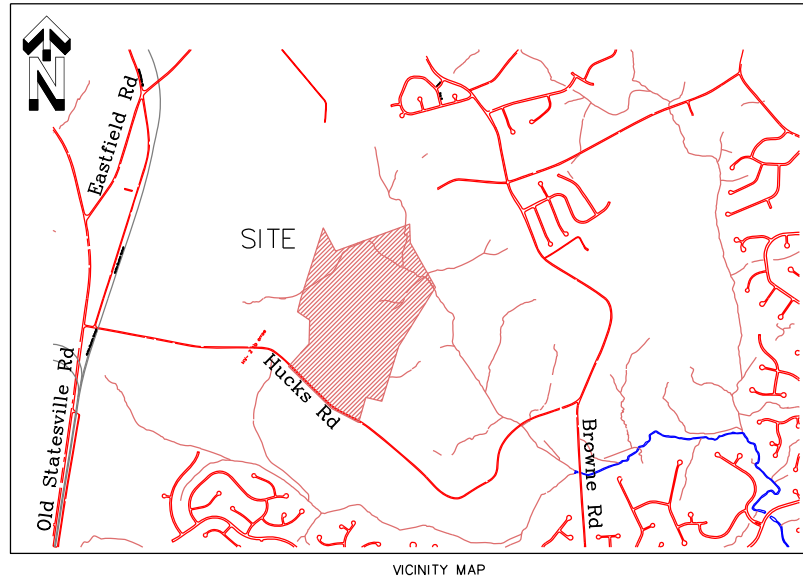 N
Eastfield Rd
SITE
Hucks Rd
Old Statesville Rd
Browne Rd
VICINITY MAP